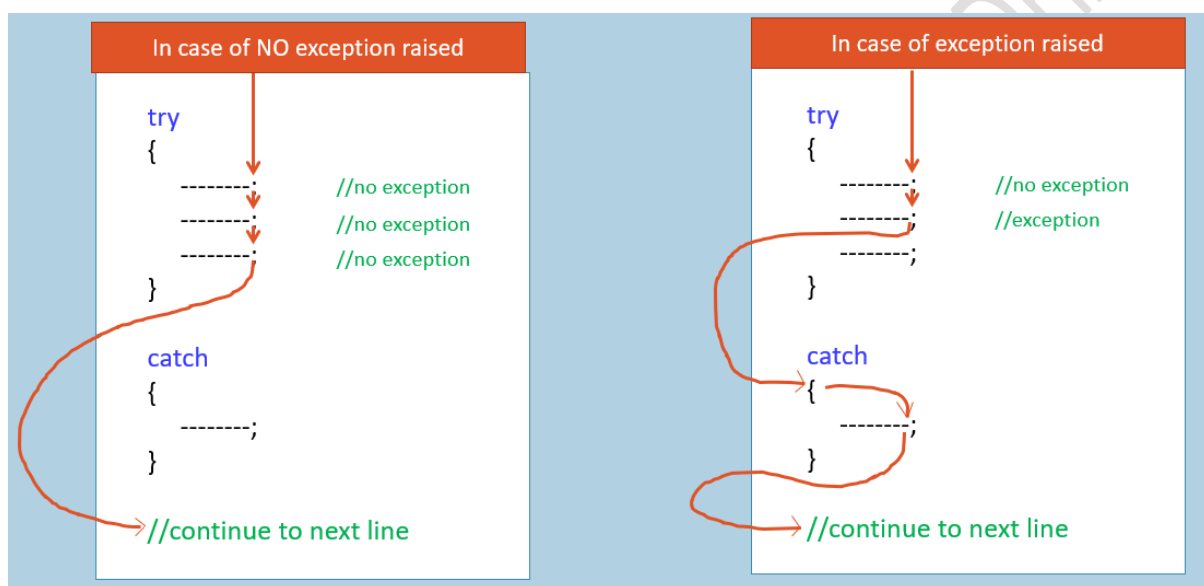 In case of NO exception raised
try
{
--------; //no exception
--------; //no exception
--------; //no exception
}
catch
{
--------;
}
//continue to next line
In case of exception raised
try
{
--------; //no exception
--------; //exception
--------;
}
catch
{
--------;
}
//continue to next line